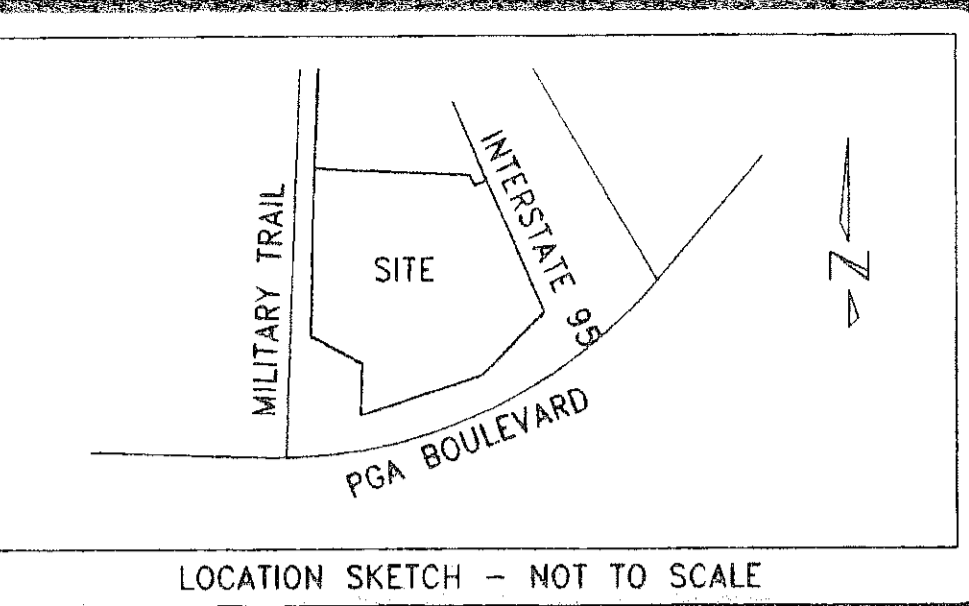 INTERSTATE 95
MILITARY TRAIL
SITE
N
PGA BOULEVARD
LOCATION SKETCH - NOT TO SCALE